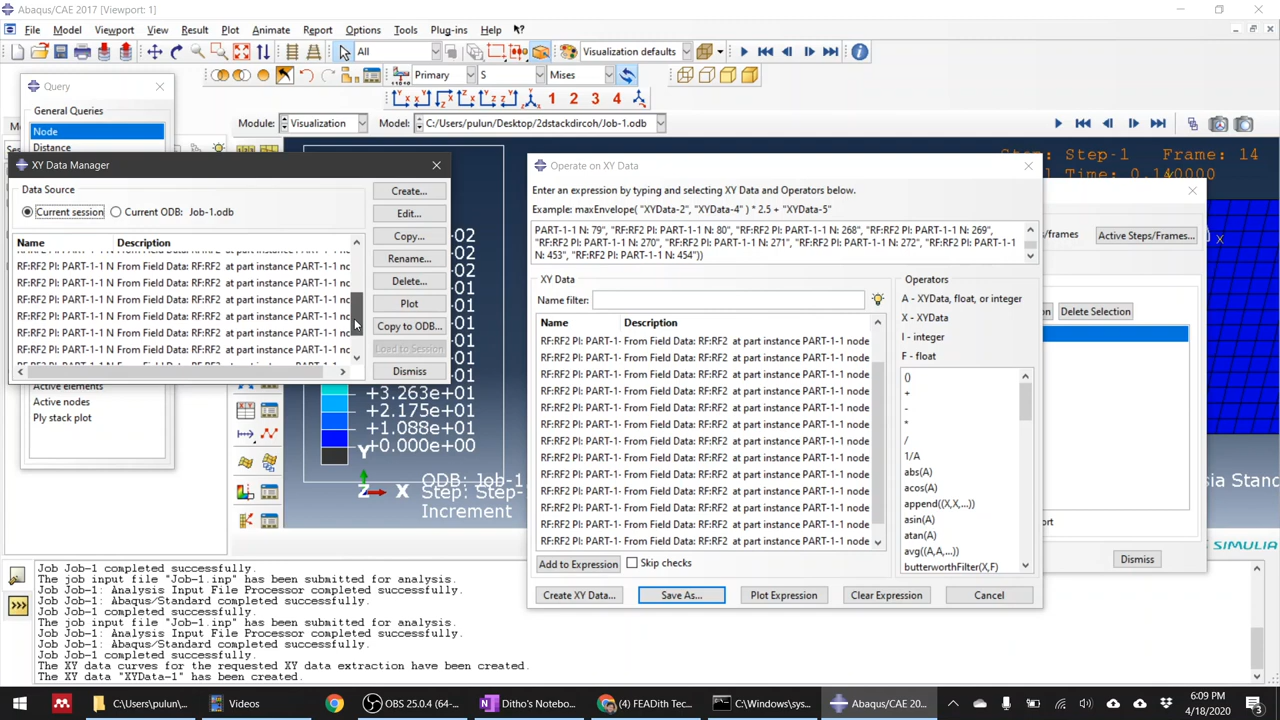 Abaqus/CAE 2017 [Viewport: 1]
File Model Viewport View Result Plot Animate Report Options Tools Plug-ins Help
All Visualization defaults
Primary S Mises
1 2 3 4
Module: Visualization Model: C:/Users/pulun/Desktop/2dstackdircoh/Job-1.odb
Query
General Queries
Node
Distance
Active elements
Active nodes
Ply stack plot
XY Data Manager
Data Source
Current session Current ODB: Job-1.odb
Name Description
RF:RF2 PI: PART-1-1 N From Field Data: RF:RF2 at part instance PART-1-1 nc
RF:RF2 PI: PART-1-1 N From Field Data: RF:RF2 at part instance PART-1-1 nc
RF:RF2 PI: PART-1-1 N From Field Data: RF:RF2 at part instance PART-1-1 nc
RF:RF2 PI: PART-1-1 N From Field Data: RF:RF2 at part instance PART-1-1 nc
RF:RF2 PI: PART-1-1 N From Field Data: RF:RF2 at part instance PART-1-1 nc
RF:RF2 PI: PART-1-1 N From Field Data: RF:RF2 at part instance PART-1-1 nc
Create...
Edit...
Copy...
Rename...
Delete...
Plot
Copy to ODB...
Load to Session
Dismiss
+02
+02
+02
+01
+01
+01
+01
+01
+3.263e+01
+2.175e+01
+1.088e+01
+0.000e+00
Y
Z X
ODB: Job-1.
Step: Step-
Increment
Operate on XY Data
Enter an expression by typing and selecting XY Data and Operators below.
Example: maxEnvelope( "XYData-2", "XYData-4" ) * 2.5 + "XYData-5"
PART-1-1 N: 79", "RF:RF2 PI: PART-1-1 N: 80", "RF:RF2 PI: PART-1-1 N: 268", "RF:RF2 PI: PART-1-1 N: 269",
"RF:RF2 PI: PART-1-1 N: 270", "RF:RF2 PI: PART-1-1 N: 271", "RF:RF2 PI: PART-1-1 N: 272", "RF:RF2 PI: PART-1-1
N: 453", "RF:RF2 PI: PART-1-1 N: 454"))
XY Data
Name filter:
Name Description
RF:RF2 PI: PART-1- From Field Data: RF:RF2 at part instance PART-1-1 node
RF:RF2 PI: PART-1- From Field Data: RF:RF2 at part instance PART-1-1 node
RF:RF2 PI: PART-1- From Field Data: RF:RF2 at part instance PART-1-1 node
RF:RF2 PI: PART-1- From Field Data: RF:RF2 at part instance PART-1-1 node
RF:RF2 PI: PART-1- From Field Data: RF:RF2 at part instance PART-1-1 node
RF:RF2 PI: PART-1- From Field Data: RF:RF2 at part instance PART-1-1 node
RF:RF2 PI: PART-1- From Field Data: RF:RF2 at part instance PART-1-1 node
RF:RF2 PI: PART-1- From Field Data: RF:RF2 at part instance PART-1-1 node
RF:RF2 PI: PART-1- From Field Data: RF:RF2 at part instance PART-1-1 node
RF:RF2 PI: PART-1- From Field Data: RF:RF2 at part instance PART-1-1 node
RF:RF2 PI: PART-1- From Field Data: RF:RF2 at part instance PART-1-1 node
RF:RF2 PI: PART-1- From Field Data: RF:RF2 at part instance PART-1-1 node
RF:RF2 PI: PART-1- From Field Data: RF:RF2 at part instance PART-1-1 node
Add to Expression Skip checks
Operators
A - XYData, float, or integer
X - XYData
I - integer
F - float
()
+
-
*
/
1/A
abs(A)
acos(A)
append((X,X,...))
asin(A)
atan(A)
avg((A,A,...))
butterworthFilter(X,F)
Create XY Data... Save As... Plot Expression Clear Expression Cancel
Step: Step-1 Frame: 14
Total Time: 0.140000
/frames Active Steps/Frames...
X
Delete Selection
Dismiss
sia Standa
SIMULIA
Job Job-1 completed successfully.
The job input file "Job-1.inp" has been submitted for analysis.
Job Job-1: Analysis Input File Processor completed successfully.
Job Job-1: Abaqus/Standard completed successfully.
Job Job-1 completed successfully.
The job input file "Job-1.inp" has been submitted for analysis.
Job Job-1: Analysis Input File Processor completed successfully.
Job Job-1: Abaqus/Standard completed successfully.
Job Job-1 completed successfully.
The XY data curves for the requested XY data extraction have been created.
The XY data "XYData-1" has been created.
C:\Users\pulun\De... Videos OBS 25.0.4 (64-... Ditho's Notebo... (4) FEADith Tec... C:\Windows\sys... Abaqus/CAE 20...
6:09 PM
4/18/2020